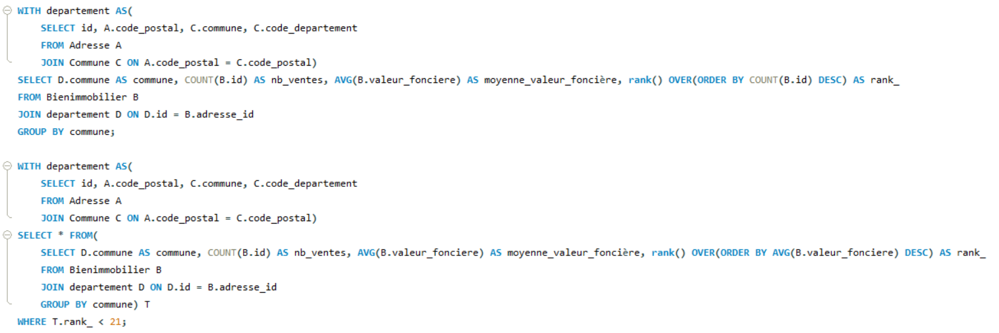 WITH departement AS(
SELECT id, A.code_postal, C.commune, C.code_departement
FROM Adresse A
JOIN Commune C ON A.code_postal = C.code_postal)
SELECT D.commune AS commune, COUNT(B.id) AS nb_ventes, AVG(B.valeur_fonciere) AS moyenne_valeur_foncière, rank() OVER(ORDER BY COUNT(B.id) DESC) AS rank_
FROM Bienimmobilier B
JOIN departement D ON D.id = B.adresse_id
GROUP BY commune;
WITH departement AS(
SELECT id, A.code_postal, C.commune, C.code_departement
FROM Adresse A
JOIN Commune C ON A.code_postal = C.code_postal)
SELECT * FROM(
SELECT D.commune AS commune, COUNT(B.id) AS nb_ventes, AVG(B.valeur_fonciere) AS moyenne_valeur_foncière, rank() OVER(ORDER BY AVG(B.valeur_fonciere) DESC) AS rank_
FROM Bienimmobilier B
JOIN departement D ON D.id = B.adresse_id
GROUP BY commune) T
WHERE T.rank_ < 21;